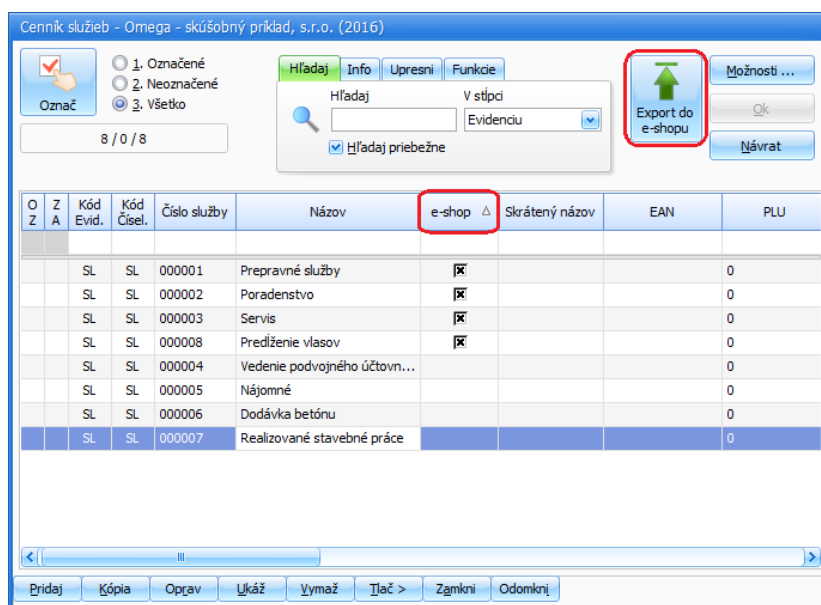 Cenník služieb - Omega - skúšobný príklad, s.r.o. (2016)
Označ
1. Označené
2. Neoznačené
3. Všetko
8 / 0 / 8
Hľadaj Info Upresni Funkcie
Hľadaj V stĺpci
Evidenciu
Hľadaj priebežne
Export do
e-shopu
Možnosti ...
Ok
Návrat
O Z Kód Kód Číslo služby Názov e-shop Skrátený názov EAN PLU
Z A Evid. Čísel.
SL SL 000001 Prepravné služby 0
SL SL 000002 Poradenstvo 0
SL SL 000003 Servis 0
SL SL 000008 Predĺženie vlasov 0
SL SL 000004 Vedenie podvojného účtovn... 0
SL SL 000005 Nájomné 0
SL SL 000006 Dodávka betónu 0
SL SL 000007 Realizované stavebné práce 0
Pridaj Kópia Oprav Ukáž Vymaž Tlač > Zamkni Odomkni